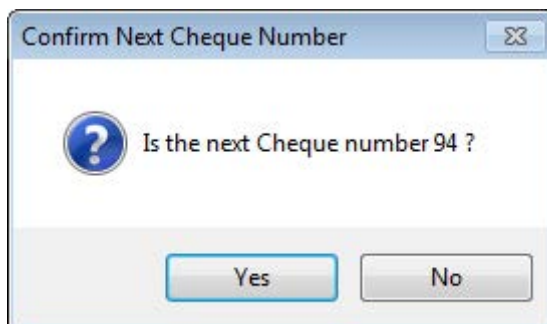 Confirm Next Cheque Number
Is the next Cheque number 94 ?
Yes No